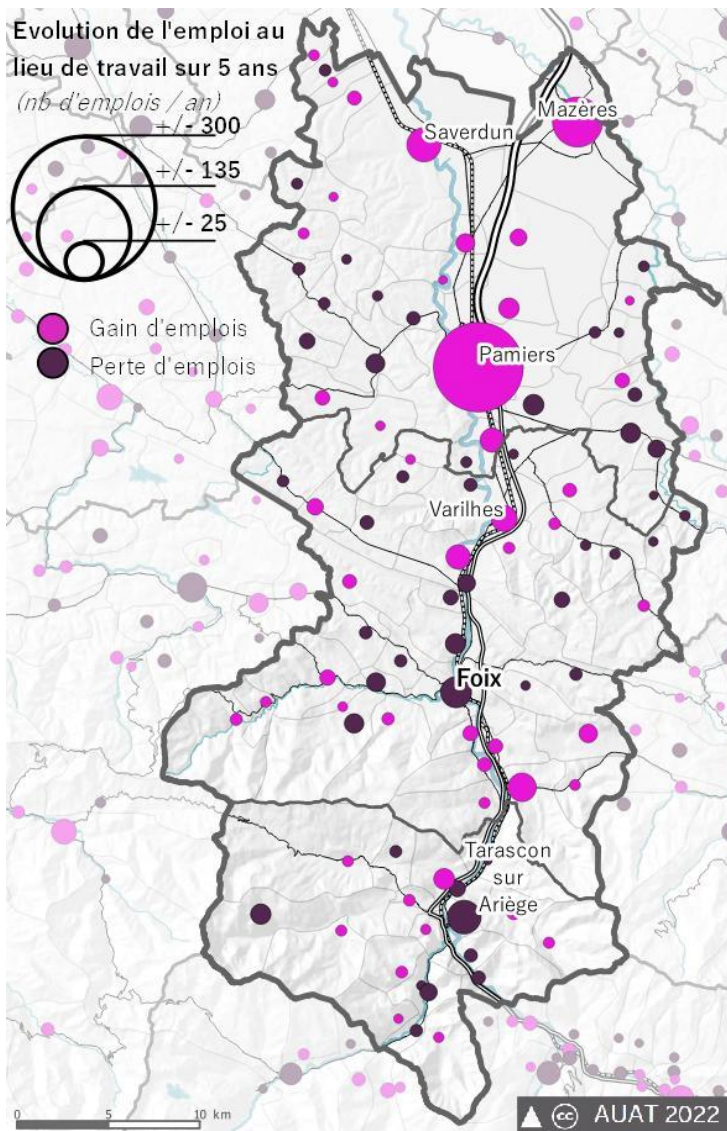 Evolution de l'emploi au
lieu de travail sur 5 ans
(nb d'emplois / an)
+/- 300
+/- 135
+/- 25
Gain d'emplois
Perte d'emplois
Mazères
Saverdun
Pamiers
Varilhes
Foix
Tarascon
sur
Ariège
0 5 10 km
cc AUAT 2022